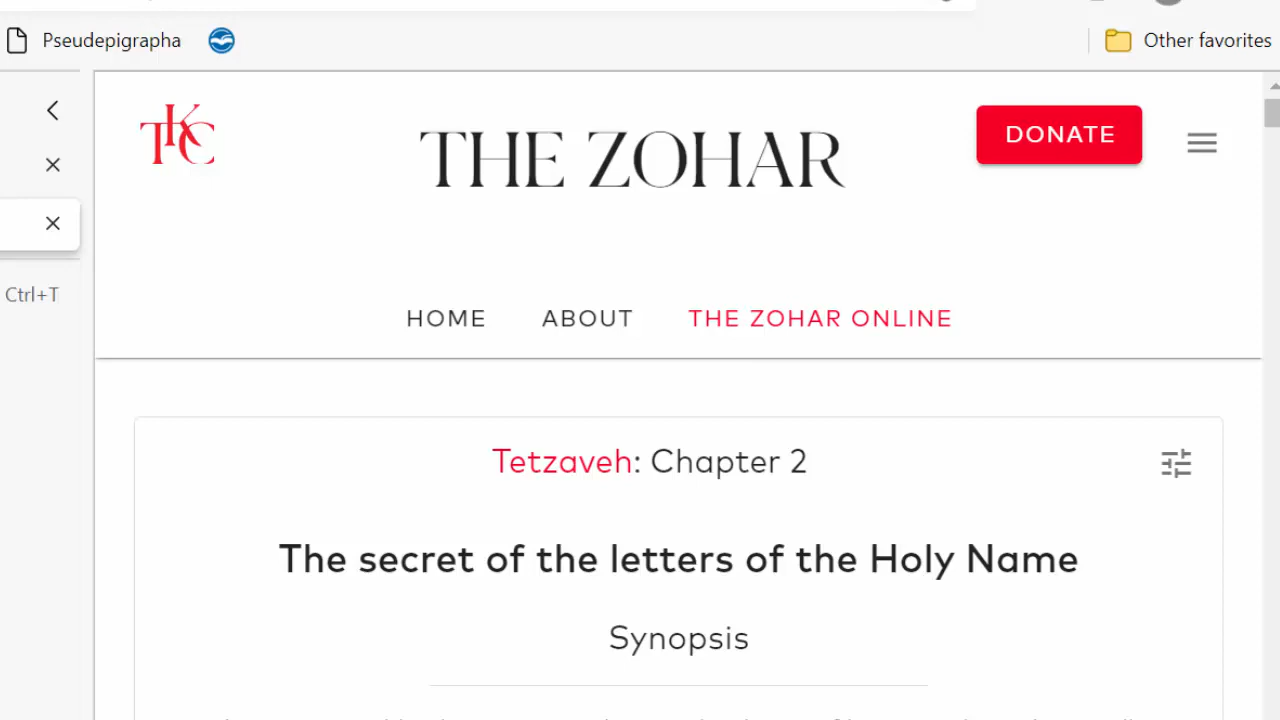 Pseudepigrapha
Other favorites
TKC
THE ZOHAR
DONATE
Ctrl+T
HOME ABOUT THE ZOHAR ONLINE
Tetzaveh: Chapter 2
The secret of the letters of the Holy Name
Synopsis